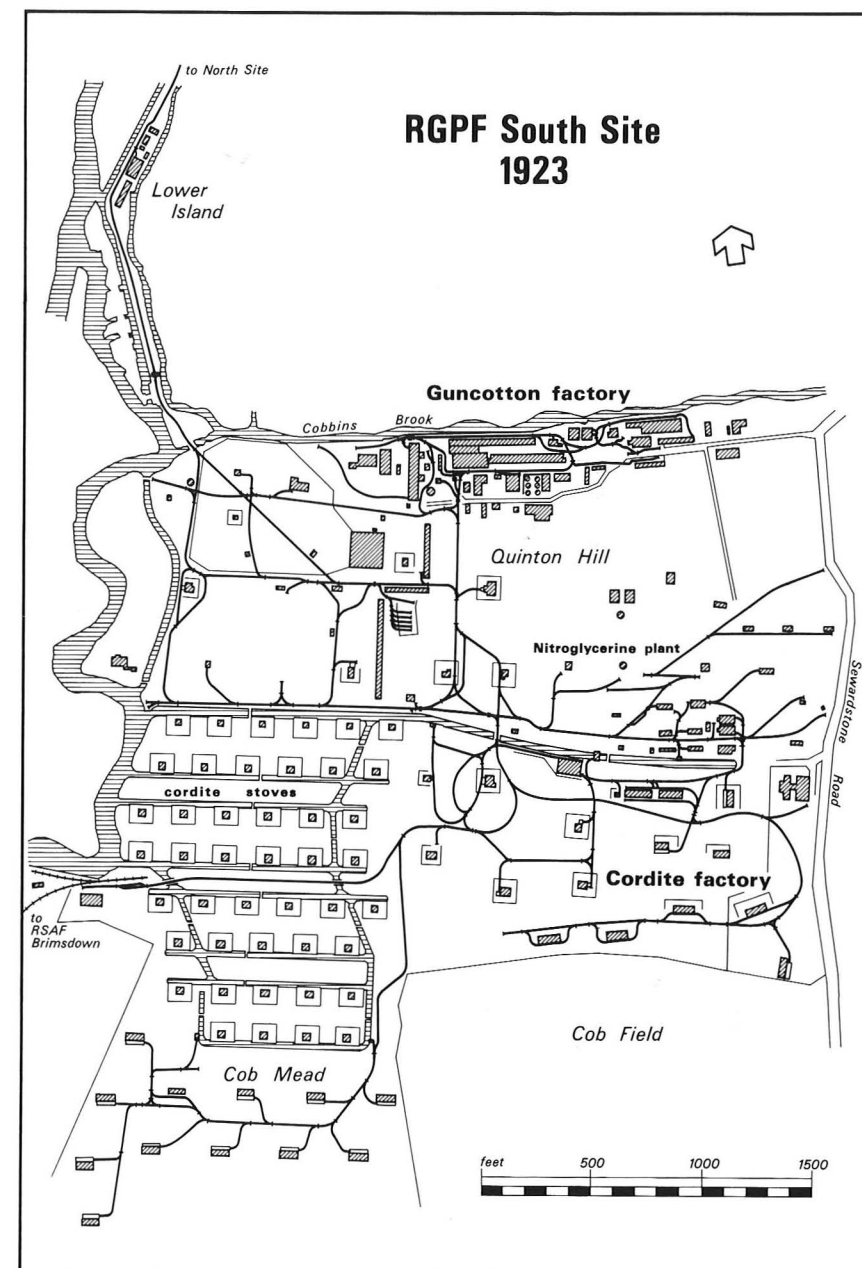 to North Site
RGPF South Site
1923
Lower
Island
Guncotton factory
Cobbins Brook
Quinton Hill
Nitroglycerine plant
Sewardstone
Road
cordite stoves
Cordite factory
to
RSAF
Brimsdown
Cob Field
Cob Mead
feet 500 1000 1500